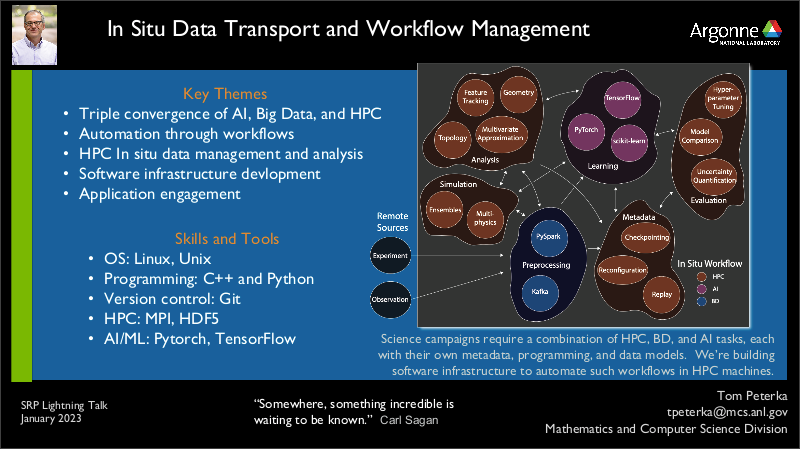 In Situ Data Transport and Workflow Management
Argonne
NATIONAL LABORATORY
Key Themes
• Triple convergence of AI, Big Data, and HPC
• Automation through workflows
• HPC In situ data management and analysis
• Software infrastructure devlopment
• Application engagement
Skills and Tools
• OS: Linux, Unix
• Programming: C++ and Python
• Version control: Git
• HPC: MPI, HDF5
• AI/ML: Pytorch, TensorFlow
Remote
Sources
Experiment
Observation
Feature
Tracking
Geometry
Topology
Multivariate
Approximation
Analysis
TensorFlow
PyTorch
scikit-learn
Learning
Hyper-
parameter
Tuning
Model
Comparison
Uncertainty
Quantification
Evaluation
Simulation
Ensembles
Multi-
physics
PySpark
Preprocessing
Kafka
Metadata
Checkpointing
Reconfiguration
Replay
In Situ Workflow
HPC
AI
BD
Science campaigns require a combination of HPC, BD, and AI tasks, each
with their own metadata, programming, and data models. We're building
software infrastructure to automate such workflows in HPC machines.
SRP Lightning Talk
January 2023
“Somewhere, something incredible is
waiting to be known.” Carl Sagan
Tom Peterka
tpeterka@mcs.anl.gov
Mathematics and Computer Science Division